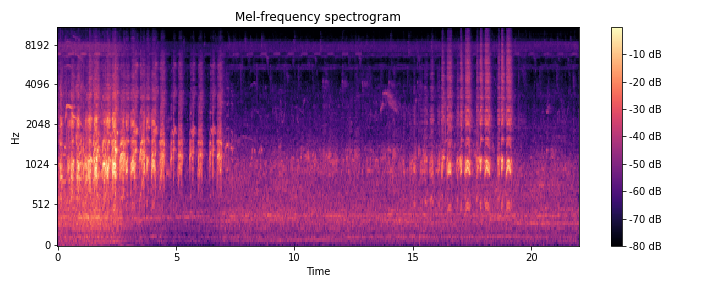 Mel-frequency spectrogram
8192
4096
2048
1024
512
0
Hz
0 5 10 15 20
Time
-10 dB
-20 dB
-30 dB
-40 dB
-50 dB
-60 dB
-70 dB
-80 dB